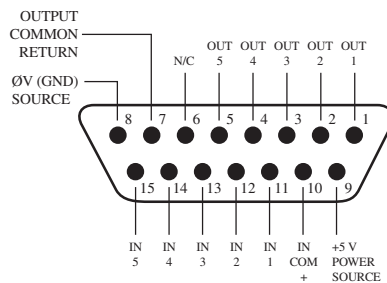 OUTPUT
COMMON
RETURN
ØV (GND)
SOURCE
N/C
OUT
5
OUT
4
OUT
3
OUT
2
OUT
1
8 7 6 5 4 3 2 1
15 14 13 12 11 10 9
IN
5
IN
4
IN
3
IN
2
IN
1
IN
COM
+
+5 V
POWER
SOURCE